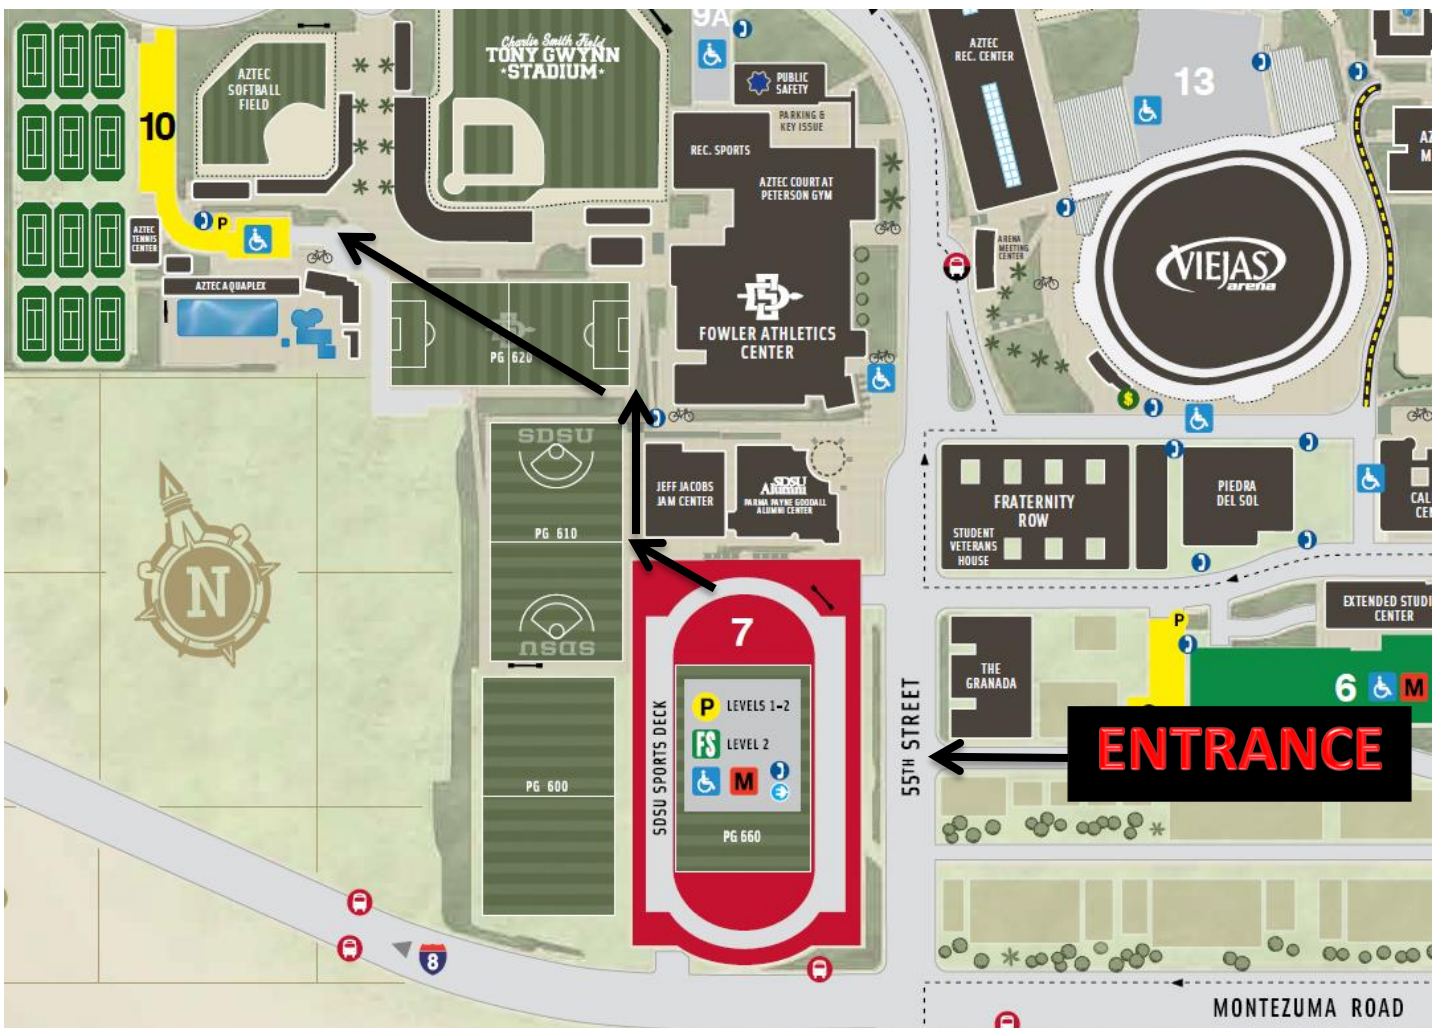 9A
Charlie Smith Field
TONY GWYNN
★STADIUM★
AZTEC
SOFTBALL
FIELD
10
P
AZTEC
TENNIS
CENTER
AZTEC AQUAPLEX
PG 620
PUBLIC
SAFETY
PARKING &
KEY ISSUE
REC. SPORTS
AZTEC COURT AT
PETERSON GYM
SD
FOWLER ATHLETICS
CENTER
AZTEC
REC. CENTER
13
ARENA
MEETING
CENTER
VIEJAS
arena
$
SDSU
PG 610
SDSU
JEFF JACOBS
JAM CENTER
SDSU
Alumni
PARMA PAYNE GOODALL
ALUMNI CENTER
FRATERNITY
ROW
STUDENT
VETERANS
HOUSE
PIEDRA
DEL SOL
N
7
SDSU SPORTS DECK
P LEVELS 1-2
FS LEVEL 2
M
PG 660
PG 600
55TH STREET
THE
GRANADA
P
EXTENDED STUDI
CENTER
6 M
ENTRANCE
8
MONTEZUMA ROAD